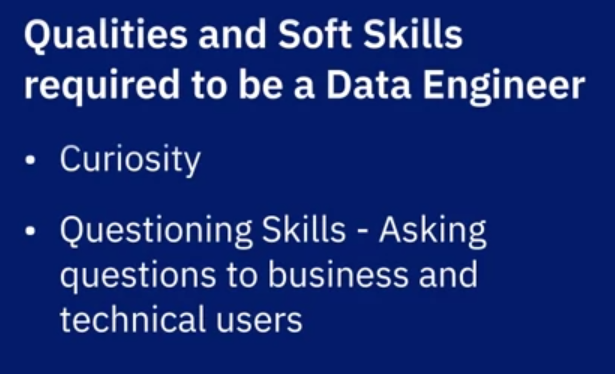 Qualities and Soft Skills
required to be a Data Engineer
• Curiosity
• Questioning Skills - Asking
questions to business and
technical users